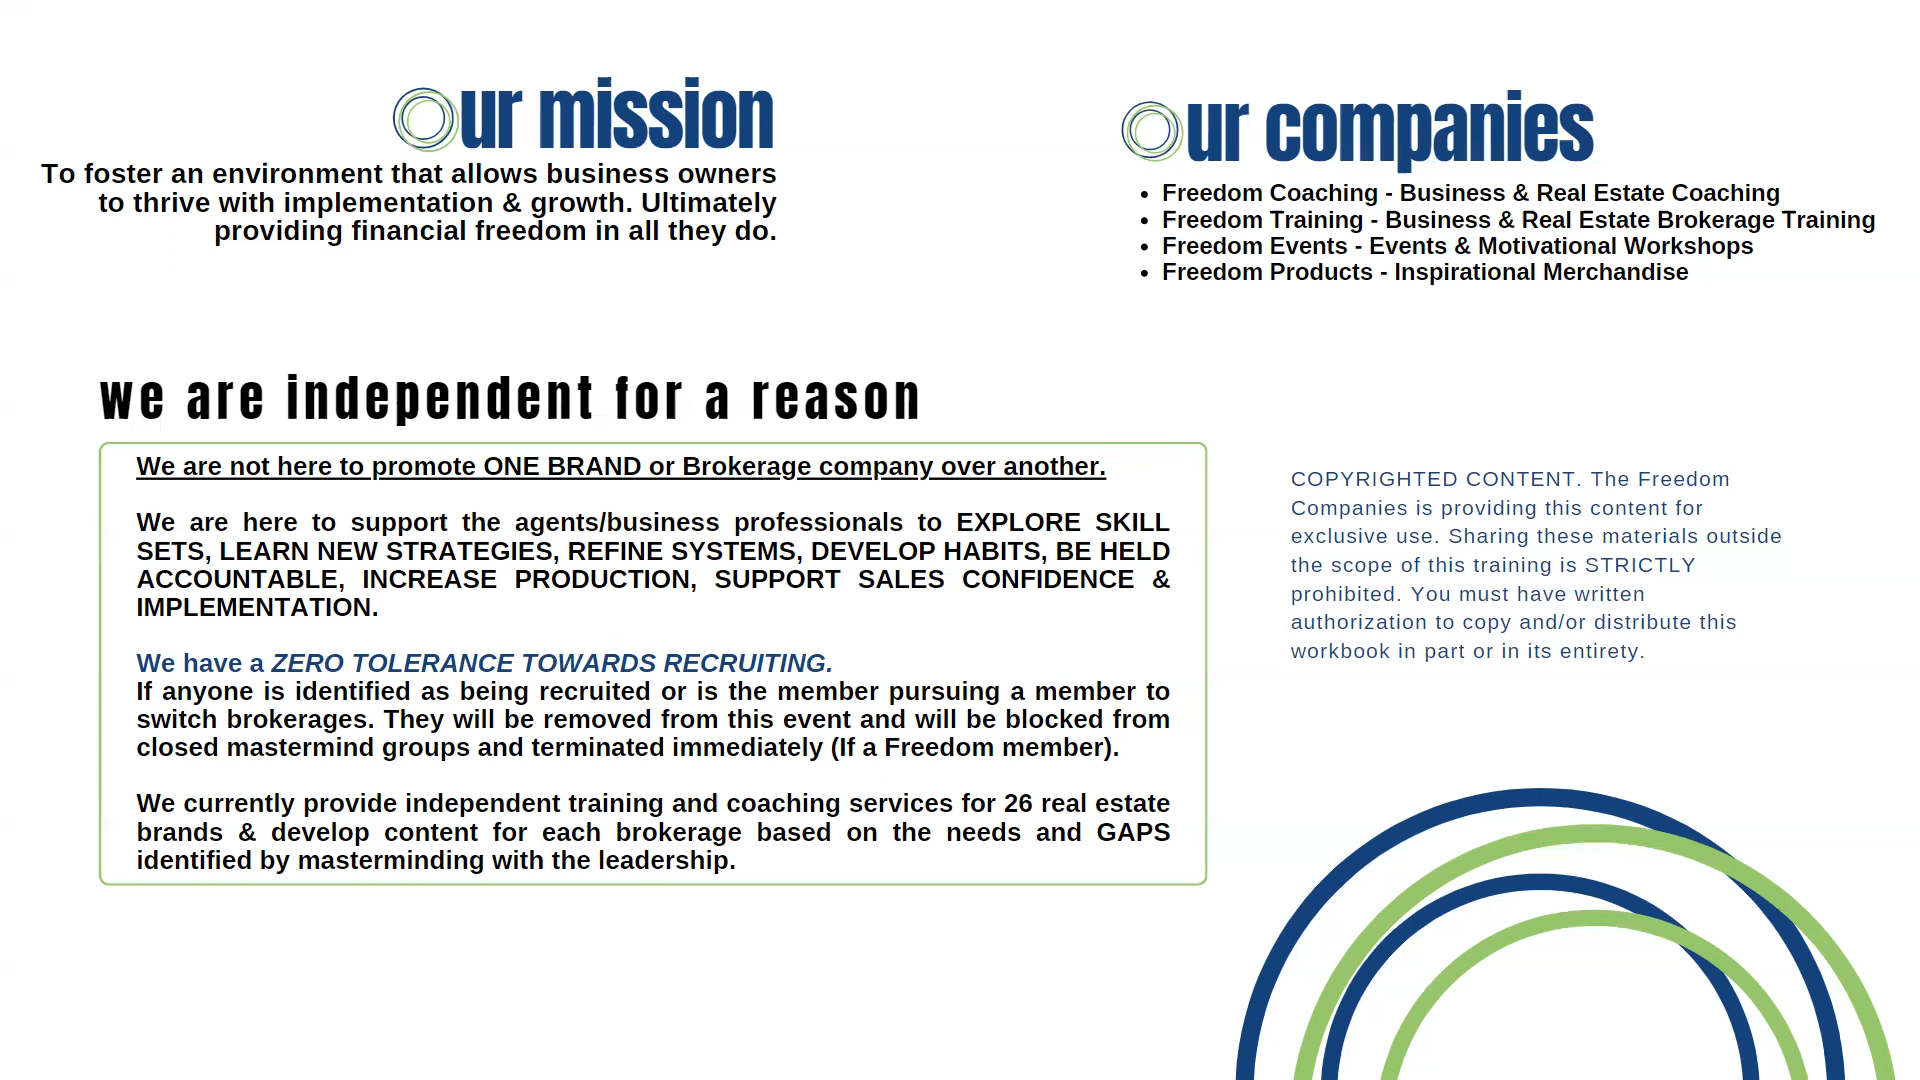 Our mission
To foster an environment that allows business owners
to thrive with implementation & growth. Ultimately
providing financial freedom in all they do.
Our companies
• Freedom Coaching - Business & Real Estate Coaching
• Freedom Training - Business & Real Estate Brokerage Training
• Freedom Events - Events & Motivational Workshops
• Freedom Products - Inspirational Merchandise
we are independent for a reason
We are not here to promote ONE BRAND or Brokerage company over another.
We are here to support the agents/business professionals to EXPLORE SKILL
SETS, LEARN NEW STRATEGIES, REFINE SYSTEMS, DEVELOP HABITS, BE HELD
ACCOUNTABLE, INCREASE PRODUCTION, SUPPORT SALES CONFIDENCE &
IMPLEMENTATION.
We have a ZERO TOLERANCE TOWARDS RECRUITING.
If anyone is identified as being recruited or is the member pursuing a member to
switch brokerages. They will be removed from this event and will be blocked from
closed mastermind groups and terminated immediately (If a Freedom member).
We currently provide independent training and coaching services for 26 real estate
brands & develop content for each brokerage based on the needs and GAPS
identified by masterminding with the leadership.
COPYRIGHTED CONTENT. The Freedom
Companies is providing this content for
exclusive use. Sharing these materials outside
the scope of this training is STRICTLY
prohibited. You must have written
authorization to copy and/or distribute this
workbook in part or in its entirety.